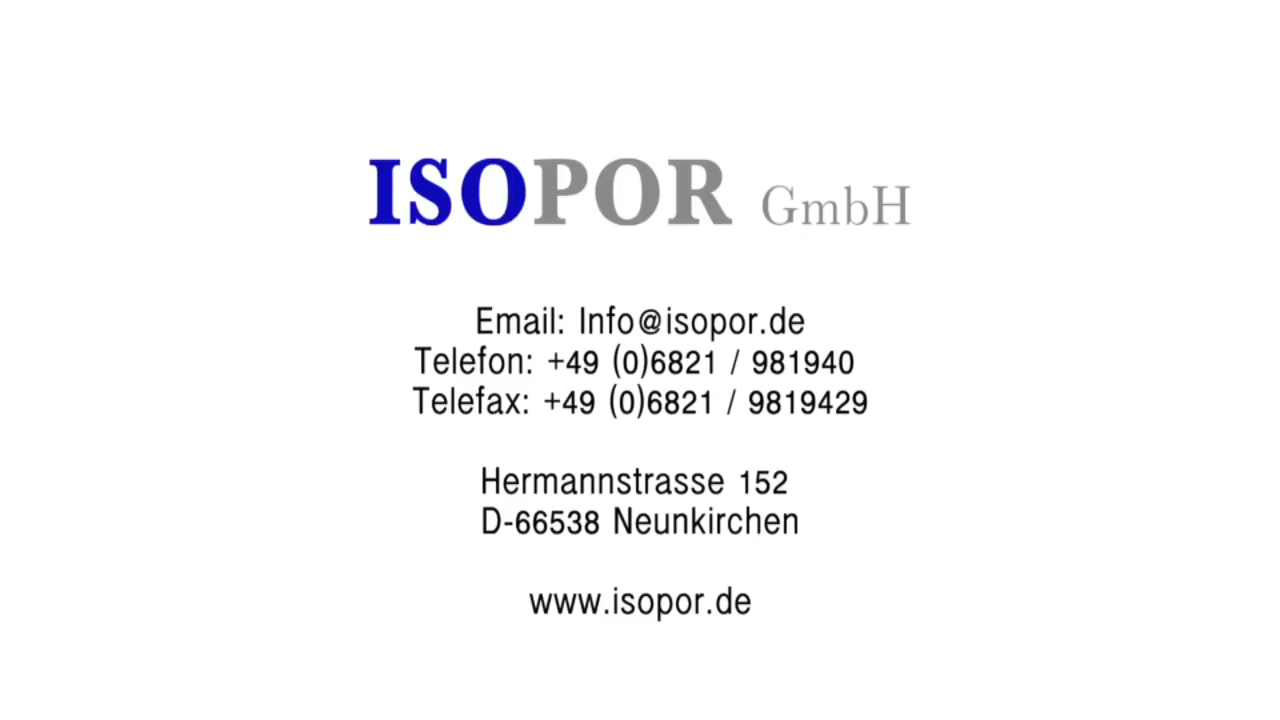 ISOPOR GmbH
Email: Info@isopor.de
Telefon: +49 (0)6821 / 981940
Telefax: +49 (0)6821 / 9819429
Hermannstrasse 152
D-66538 Neunkirchen
www.isopor.de